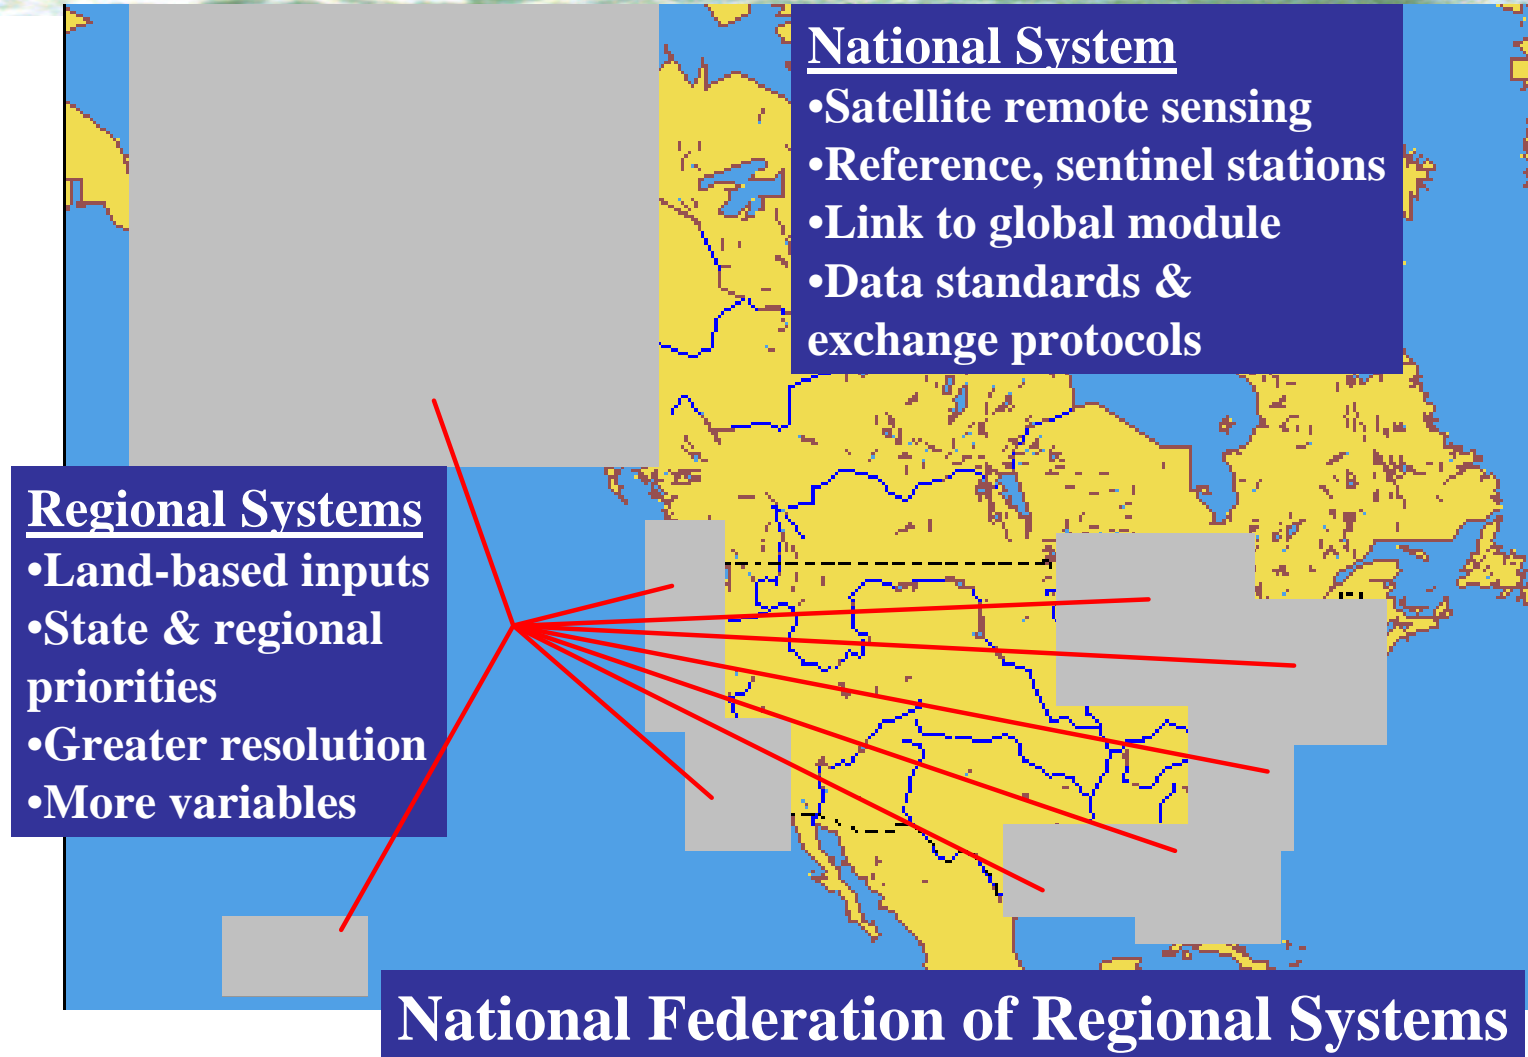 National System
•Satellite remote sensing
•Reference, sentinel stations
•Link to global module
•Data standards &
exchange protocols
Regional Systems
•Land-based inputs
•State & regional
priorities
•Greater resolution
•More variables
National Federation of Regional Systems